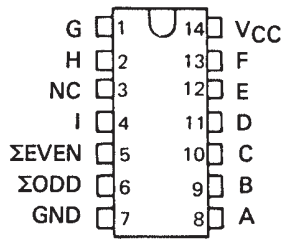 G 1 14 VCC
H 2 13 F
NC 3 12 E
I 4 11 D
ΣEVEN 5 10 C
ΣODD 6 9 B
GND 7 8 A